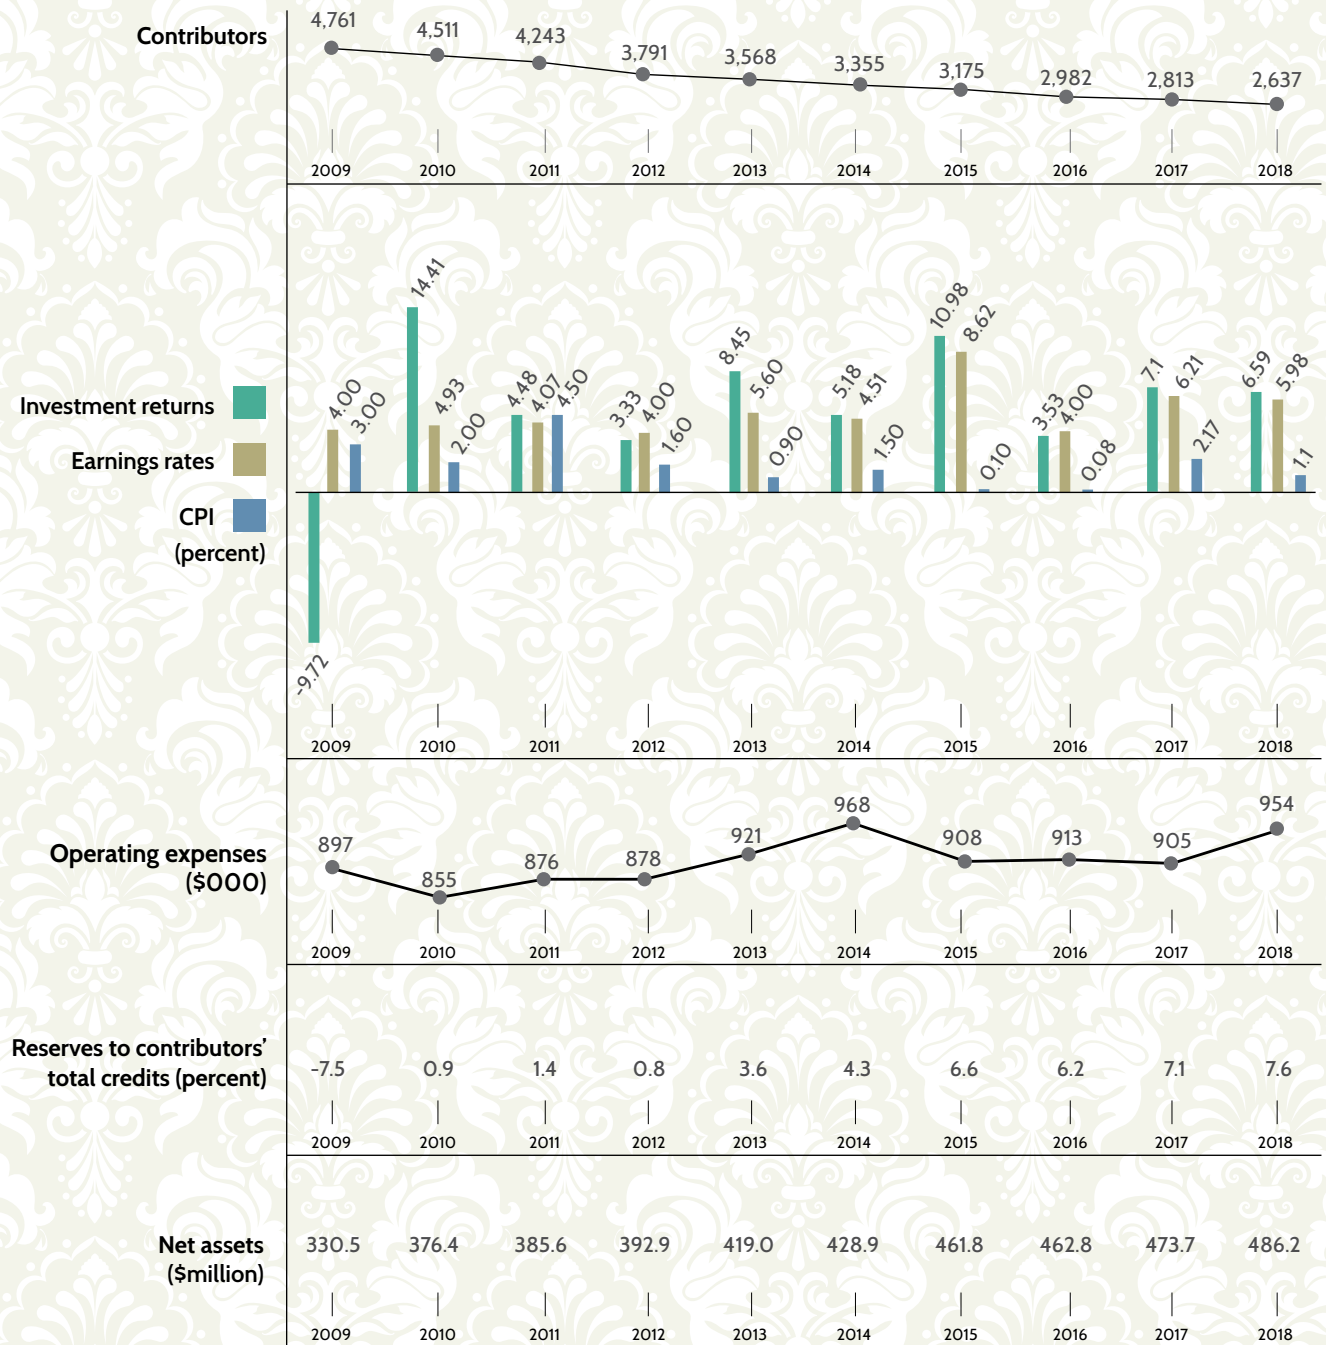 Contributors
4,761 4,511 4,243 3,791 3,568 3,355 3,175 2,982 2,813 2,637
2009 2010 2011 2012 2013 2014 2015 2016 2017 2018
Investment returns
Earnings rates
CPI
(percent)
-9.72 4.00 3.00
14.41 4.93 2.00
4.48 4.07 4.50
3.33 4.00 1.60
8.45 5.60 0.90
5.18 4.51 1.50
10.98 8.62 0.10
3.53 4.00 0.08
7.1 6.21 2.17
6.59 5.98 1.1
2009 2010 2011 2012 2013 2014 2015 2016 2017 2018
Operating expenses
($000)
897 855 876 878 921 968 908 913 905 954
2009 2010 2011 2012 2013 2014 2015 2016 2017 2018
Reserves to contributors'
total credits (percent)
-7.5 0.9 1.4 0.8 3.6 4.3 6.6 6.2 7.1 7.6
2009 2010 2011 2012 2013 2014 2015 2016 2017 2018
Net assets
($million)
330.5 376.4 385.6 392.9 419.0 428.9 461.8 462.8 473.7 486.2
2009 2010 2011 2012 2013 2014 2015 2016 2017 2018